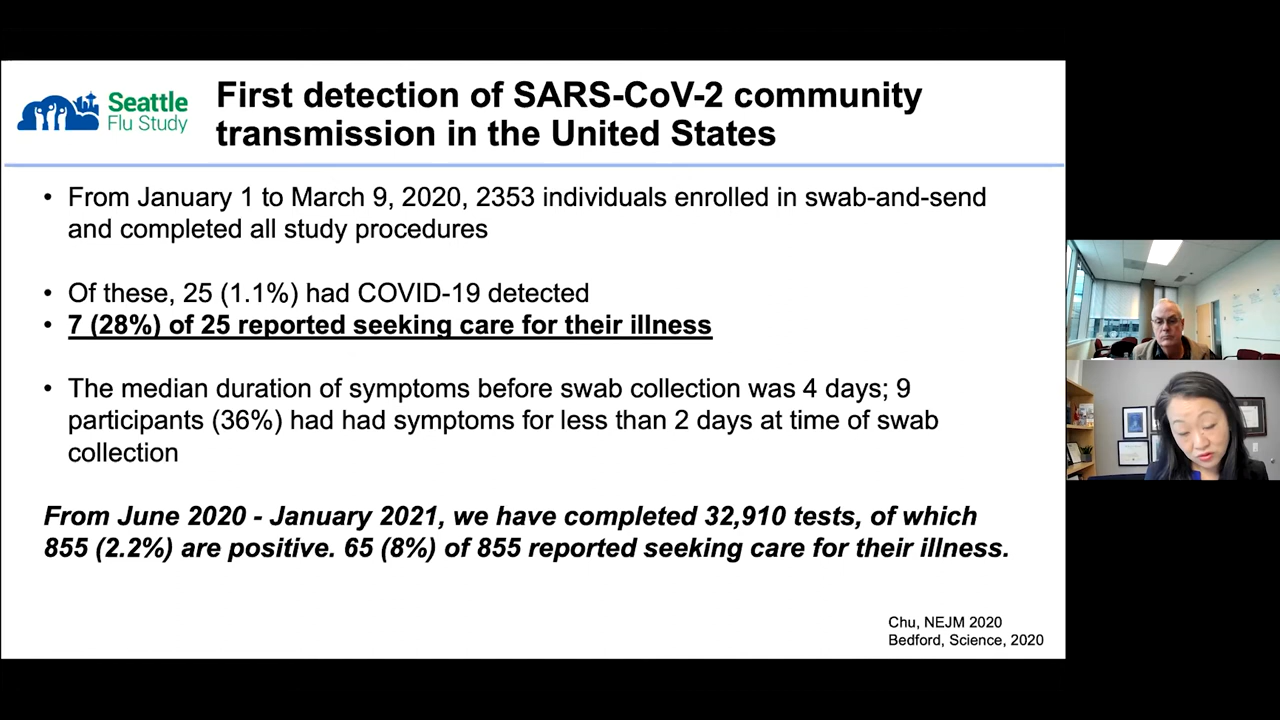 Seattle
Flu Study
First detection of SARS-CoV-2 community
transmission in the United States
• From January 1 to March 9, 2020, 2353 individuals enrolled in swab-and-send
and completed all study procedures
• Of these, 25 (1.1%) had COVID-19 detected
• 7 (28%) of 25 reported seeking care for their illness
• The median duration of symptoms before swab collection was 4 days; 9
participants (36%) had had symptoms for less than 2 days at time of swab
collection
From June 2020 - January 2021, we have completed 32,910 tests, of which
855 (2.2%) are positive. 65 (8%) of 855 reported seeking care for their illness.
Chu, NEJM 2020
Bedford, Science, 2020